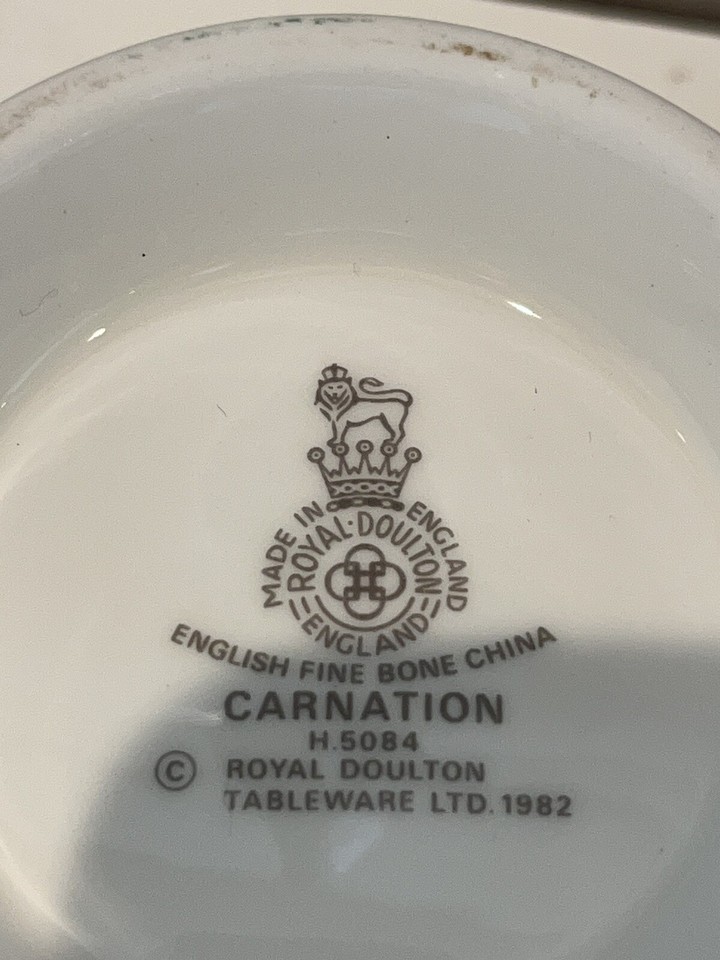 MADE IN ENGLAND
ROYAL·DOULTON
ENGLAND
ENGLISH FINE BONE CHINA
CARNATION
H.5084
© ROYAL DOULTON
TABLEWARE LTD. 1982